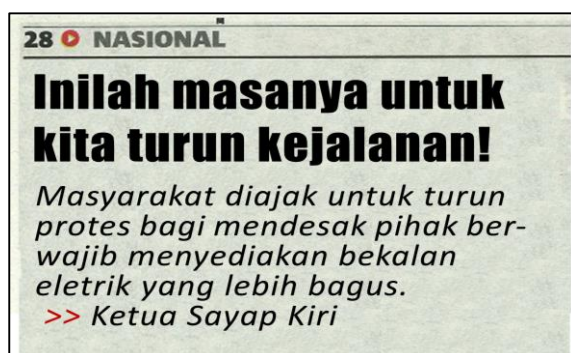 28 NASIONAL
Inilah masanya untuk
kita turun kejalanan!
Masyarakat diajak untuk turun
protes bagi mendesak pihak ber-
wajib menyediakan bekalan
eletrik yang lebih bagus.
>> Ketua Sayap Kiri